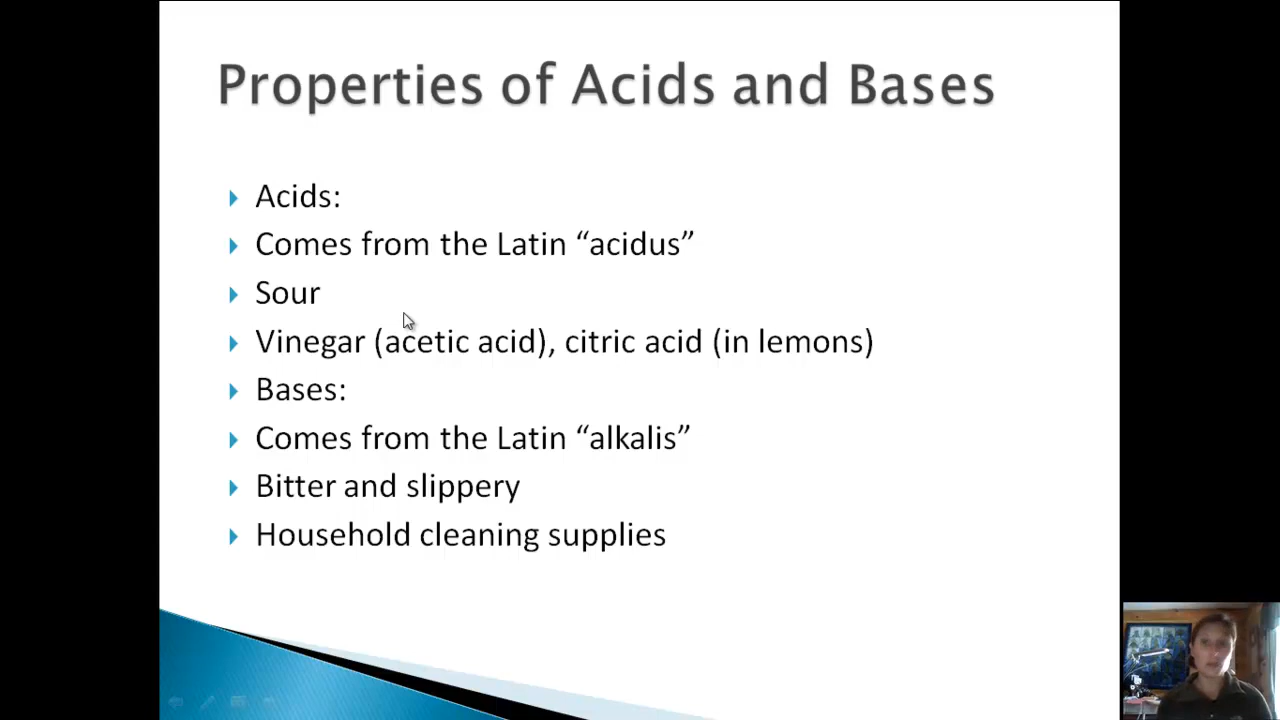 Properties of Acids and Bases
Acids:
Comes from the Latin “acidus”
Sour
Vinegar (acetic acid), citric acid (in lemons)
Bases:
Comes from the Latin “alkalis”
Bitter and slippery
Household cleaning supplies